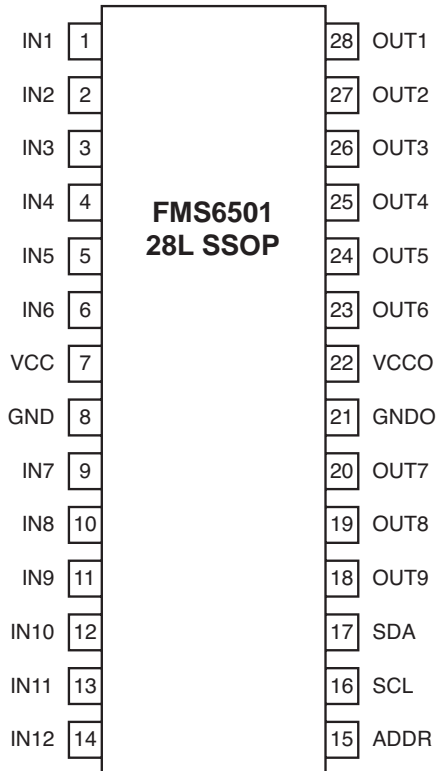 IN1 1 28 OUT1
IN2 2 27 OUT2
IN3 3 26 OUT3
IN4 4 25 OUT4
FMS6501
28L SSOP
IN5 5 24 OUT5
IN6 6 23 OUT6
VCC 7 22 VCCO
GND 8 21 GNDO
IN7 9 20 OUT7
IN8 10 19 OUT8
IN9 11 18 OUT9
IN10 12 17 SDA
IN11 13 16 SCL
IN12 14 15 ADDR